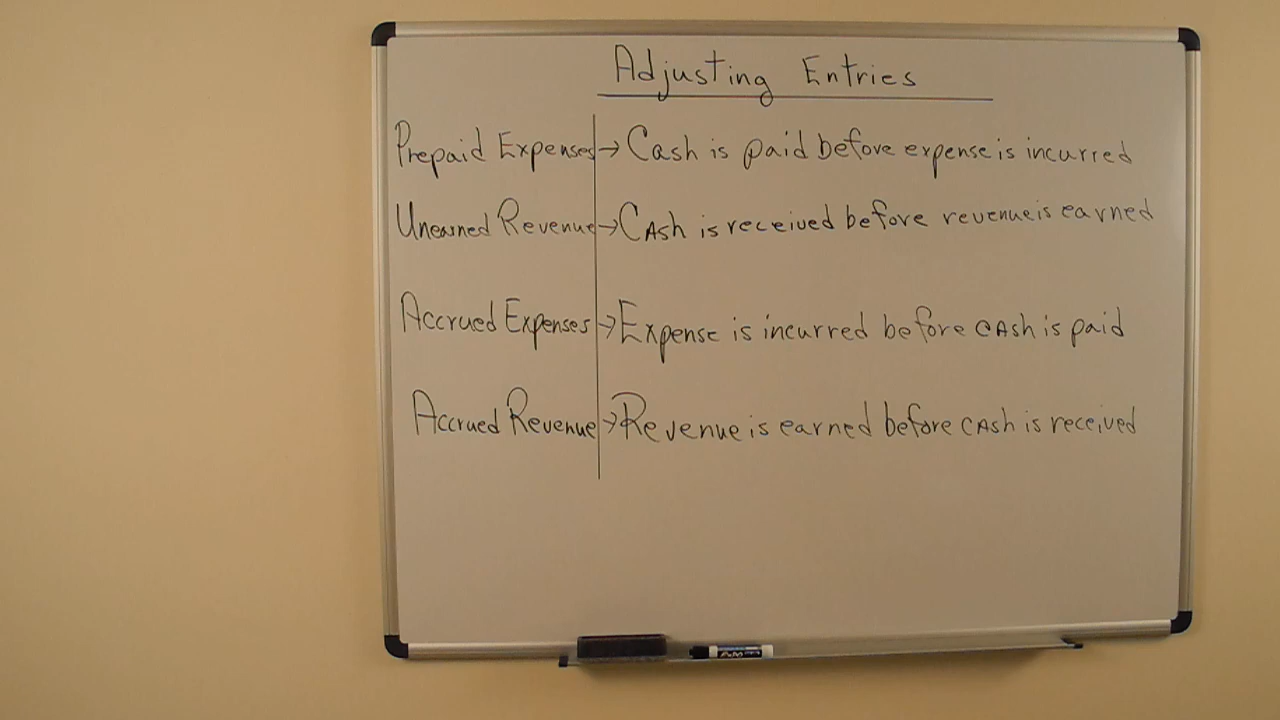 Adjusting Entries
Prepaid Expenses → Cash is paid before expense is incurred
Unearned Revenue → Cash is received before revenue is earned
Accrued Expenses → Expense is incurred before cash is paid
Accrued Revenue → Revenue is earned before cash is received